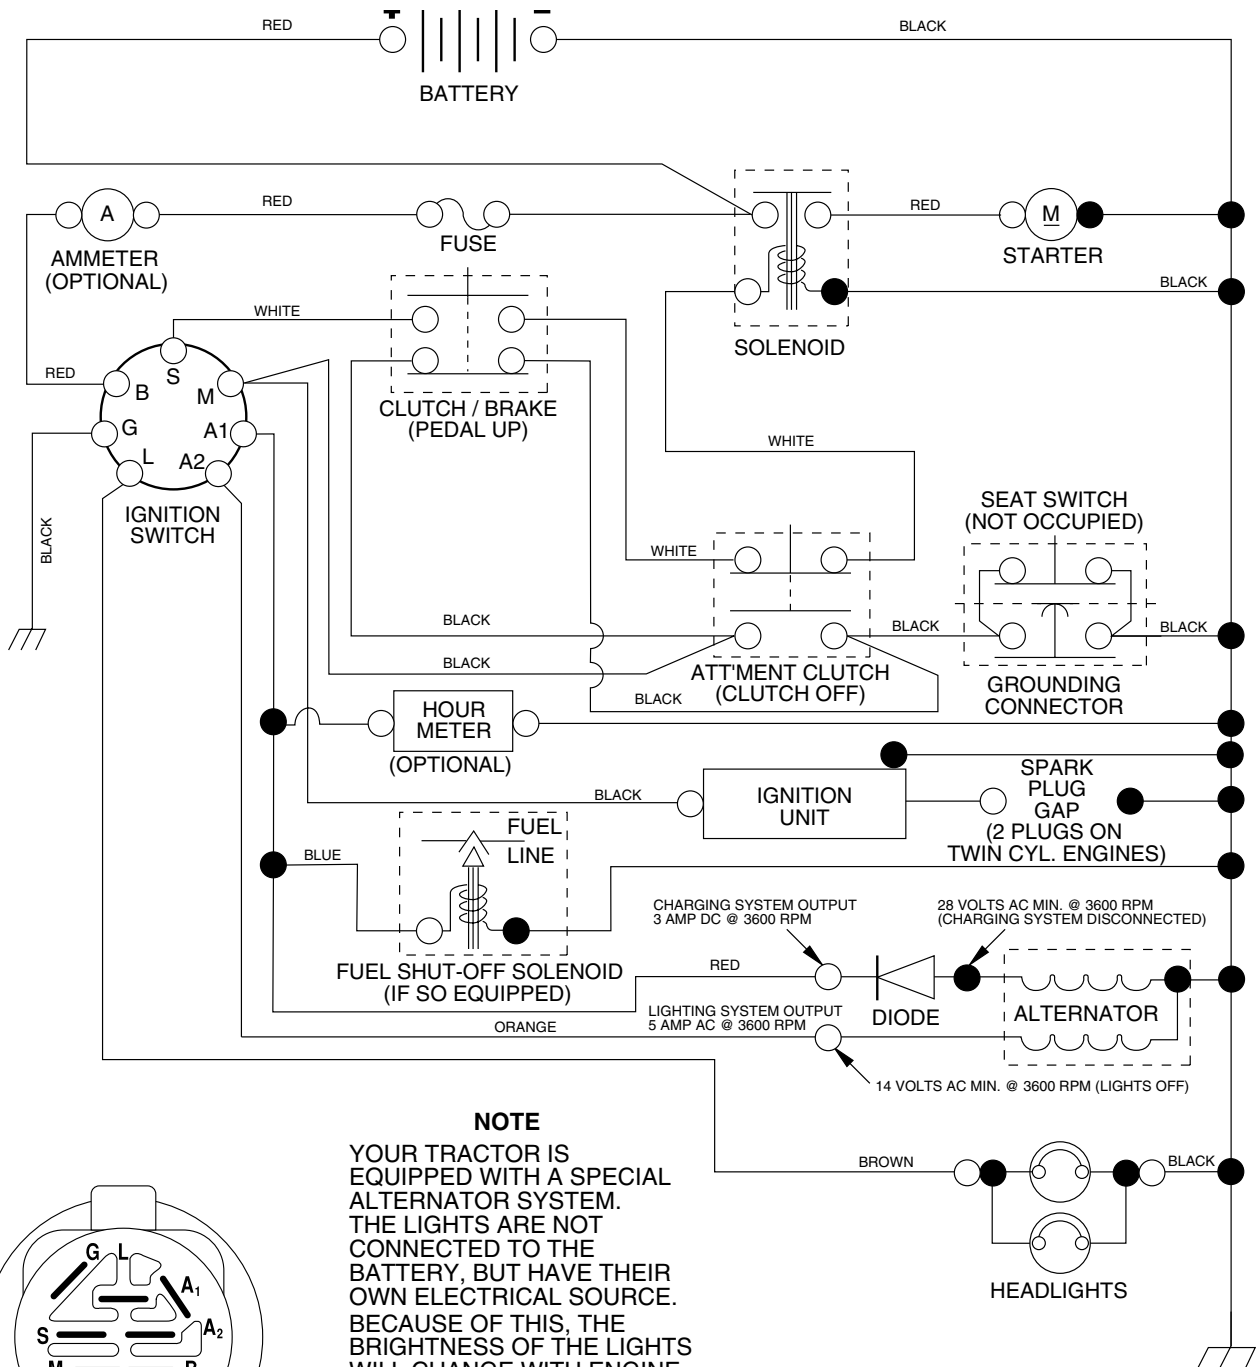 + −
RED
BLACK
BATTERY
A
RED
RED
M
FUSE
AMMETER
(OPTIONAL)
STARTER
BLACK
WHITE
SOLENOID
RED
S
B
M
CLUTCH / BRAKE
(PEDAL UP)
G
A1
WHITE
L
A2
SEAT SWITCH
(NOT OCCUPIED)
IGNITION
SWITCH
BLACK
WHITE
BLACK
BLACK
BLACK
BLACK
ATT'MENT CLUTCH
(CLUTCH OFF)
GROUNDING
CONNECTOR
BLACK
HOUR
METER
(OPTIONAL)
SPARK
PLUG
GAP
(2 PLUGS ON
TWIN CYL. ENGINES)
BLACK
IGNITION
UNIT
FUEL
LINE
BLUE
CHARGING SYSTEM OUTPUT
3 AMP DC @ 3600 RPM
28 VOLTS AC MIN. @ 3600 RPM
(CHARGING SYSTEM DISCONNECTED)
FUEL SHUT-OFF SOLENOID
(IF SO EQUIPPED)
RED
LIGHTING SYSTEM OUTPUT
5 AMP AC @ 3600 RPM
DIODE
ALTERNATOR
ORANGE
14 VOLTS AC MIN. @ 3600 RPM (LIGHTS OFF)
NOTE
YOUR TRACTOR IS
EQUIPPED WITH A SPECIAL
ALTERNATOR SYSTEM.
THE LIGHTS ARE NOT
CONNECTED TO THE
BATTERY, BUT HAVE THEIR
OWN ELECTRICAL SOURCE.
BECAUSE OF THIS, THE
BRIGHTNESS OF THE LIGHTS
WILL CHANGE WITH ENGINE
BROWN
BLACK
HEADLIGHTS
G L
A₁
S
A₂
M
B